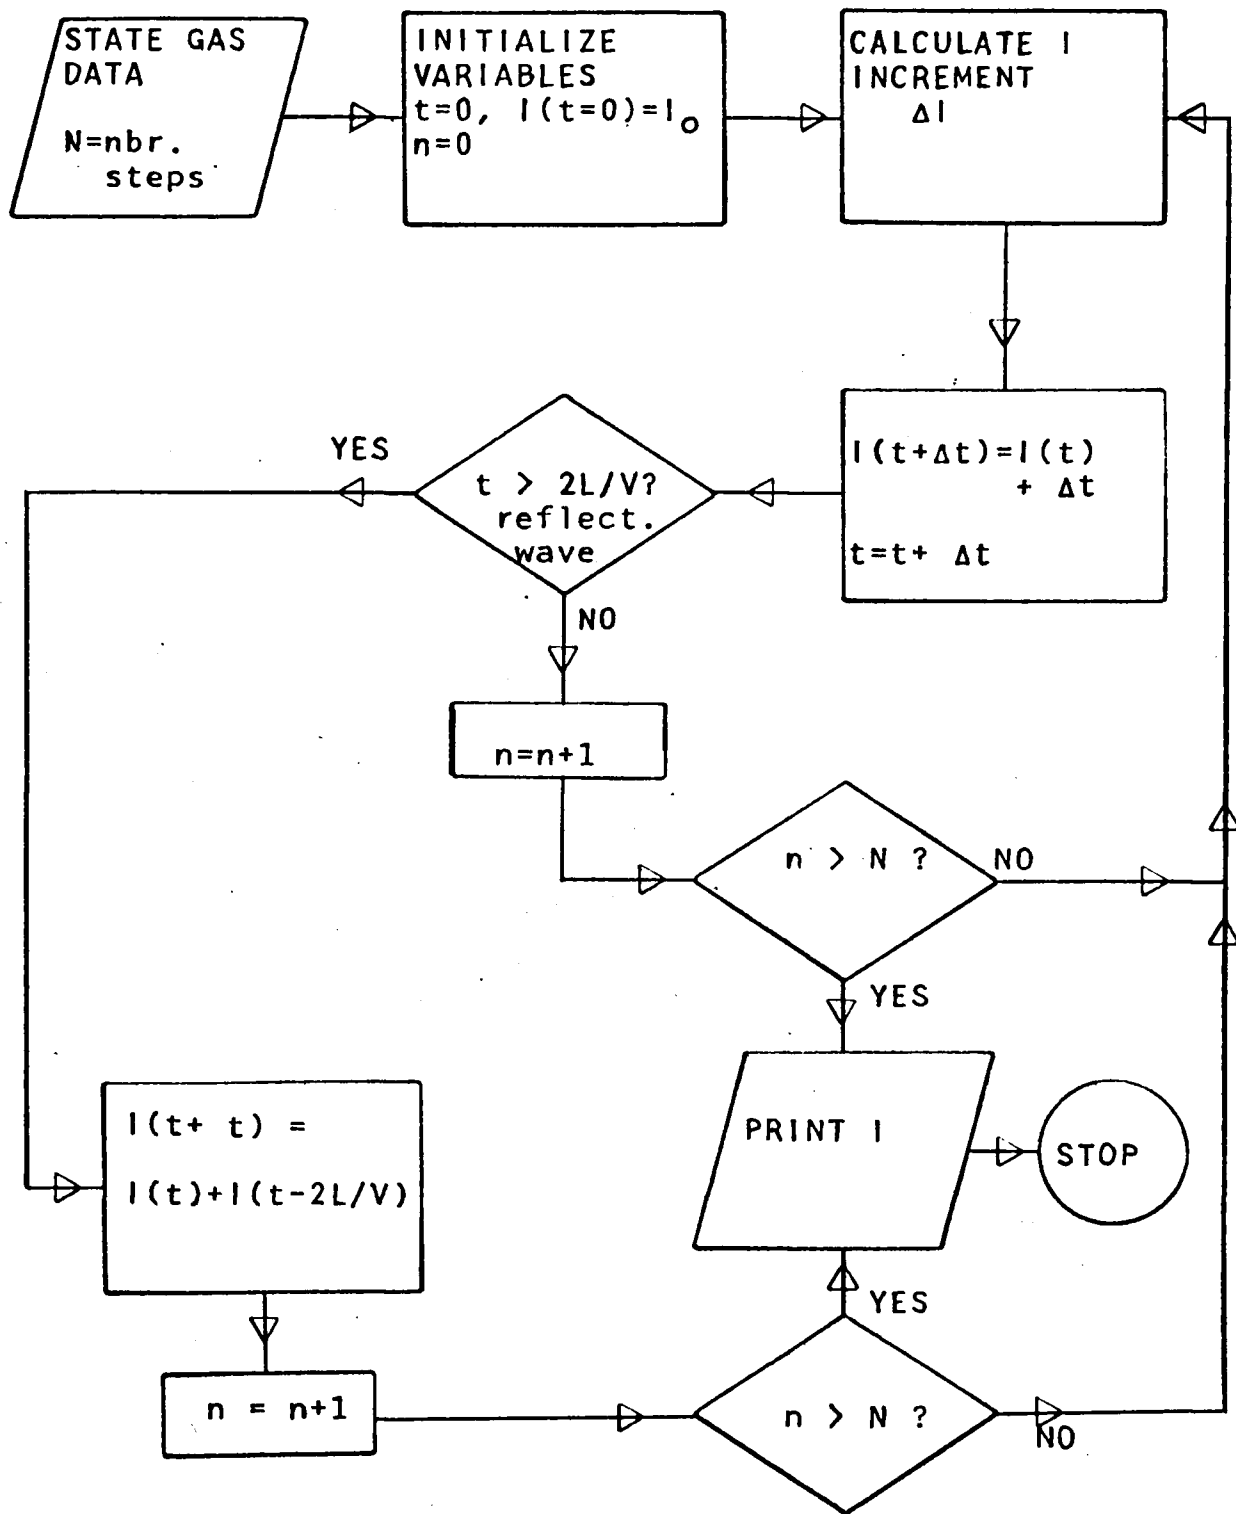 STATE GAS
DATA
N=nbr.
steps
INITIALIZE
VARIABLES
t=0, I(t=0)=I₀
n=0
CALCULATE I
INCREMENT
ΔI
I(t+Δt)=I(t)
+ Δt
t=t+ Δt
YES
t > 2L/V?
reflect.
wave
NO
n=n+1
n > N ?
NO
YES
I(t+ t) =
I(t)+I(t-2L/V)
PRINT I
STOP
YES
n = n+1
n > N ?
NO